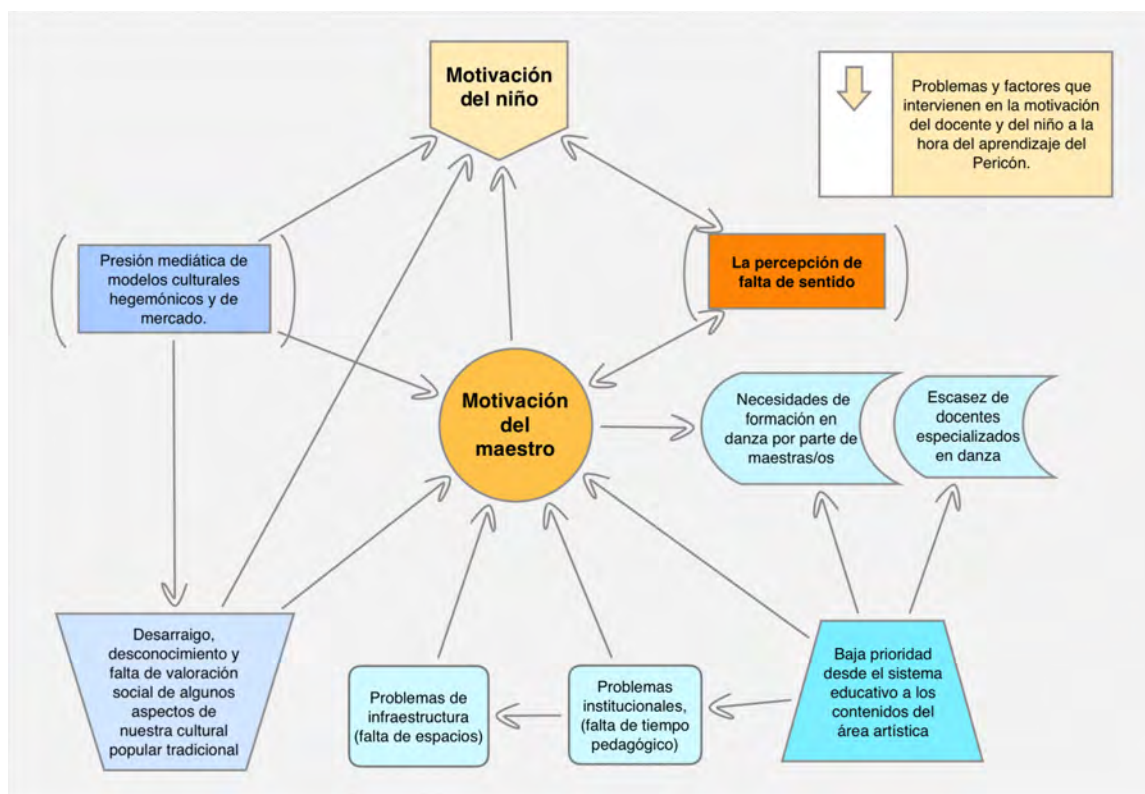 Motivación
del niño
Problemas y factores que
intervienen en la motivación
del docente y del niño a la
hora del aprendizaje del
Pericón.
Presión mediática de
modelos culturales
hegemónicos y de
mercado.
La percepción de
falta de sentido
Motivación
del
maestro
Necesidades de
formación en
danza por parte de
maestras/os
Escasez de
docentes
especializados
en danza
Desarraigo,
desconocimiento y
falta de valoración
social de algunos
aspectos de
nuestra cultural
popular tradicional
Problemas de
infraestructura
(falta de espacios)
Problemas
institucionales,
(falta de tiempo
pedagógico)
Baja prioridad
desde el sistema
educativo a los
contenidos del
área artística